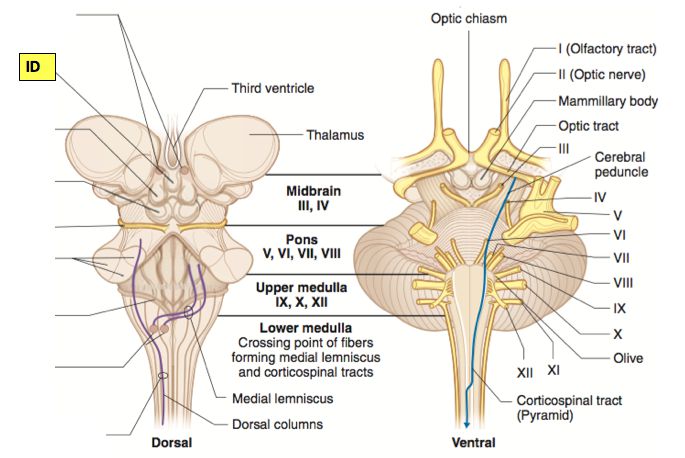 Optic chiasm
ID
I (Olfactory tract)
II (Optic nerve)
Third ventricle
Mammillary body
Optic tract
Thalamus
III
Cerebral
peduncle
Midbrain
III, IV
IV
V
Pons
V, VI, VII, VIII
VI
VII
VIII
Upper medulla
IX, X, XII
IX
Lower medulla
Crossing point of fibers
forming medial lemniscus
and corticospinal tracts
X
Olive
XII
XI
Medial lemniscus
Corticospinal tract
(Pyramid)
Dorsal columns
Dorsal
Ventral